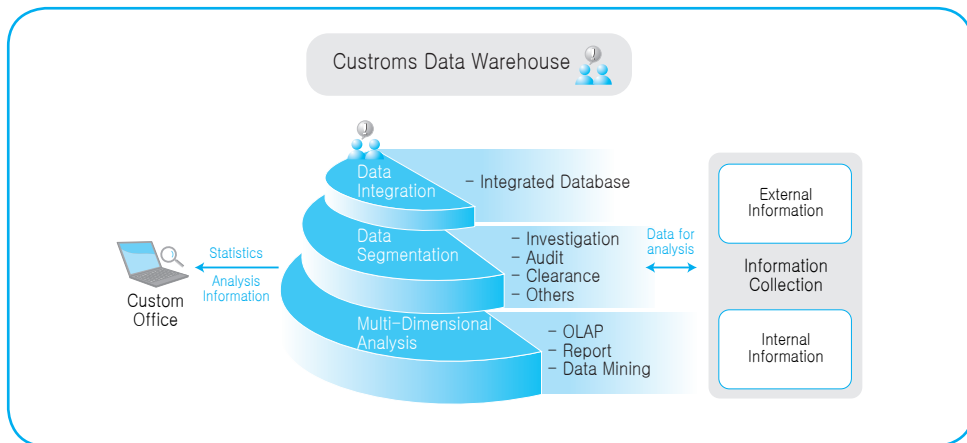 Customs Data Warehouse
Data
Integration
- Integrated Database
Data
Segmentation
- Investigation
- Audit
- Clearance
- Others
Multi-Dimensional
Analysis
- OLAP
- Report
- Data Mining
Statistics
Analysis
Information
Custom
Office
Data for
analysis
External
Information
Information
Collection
Internal
Information